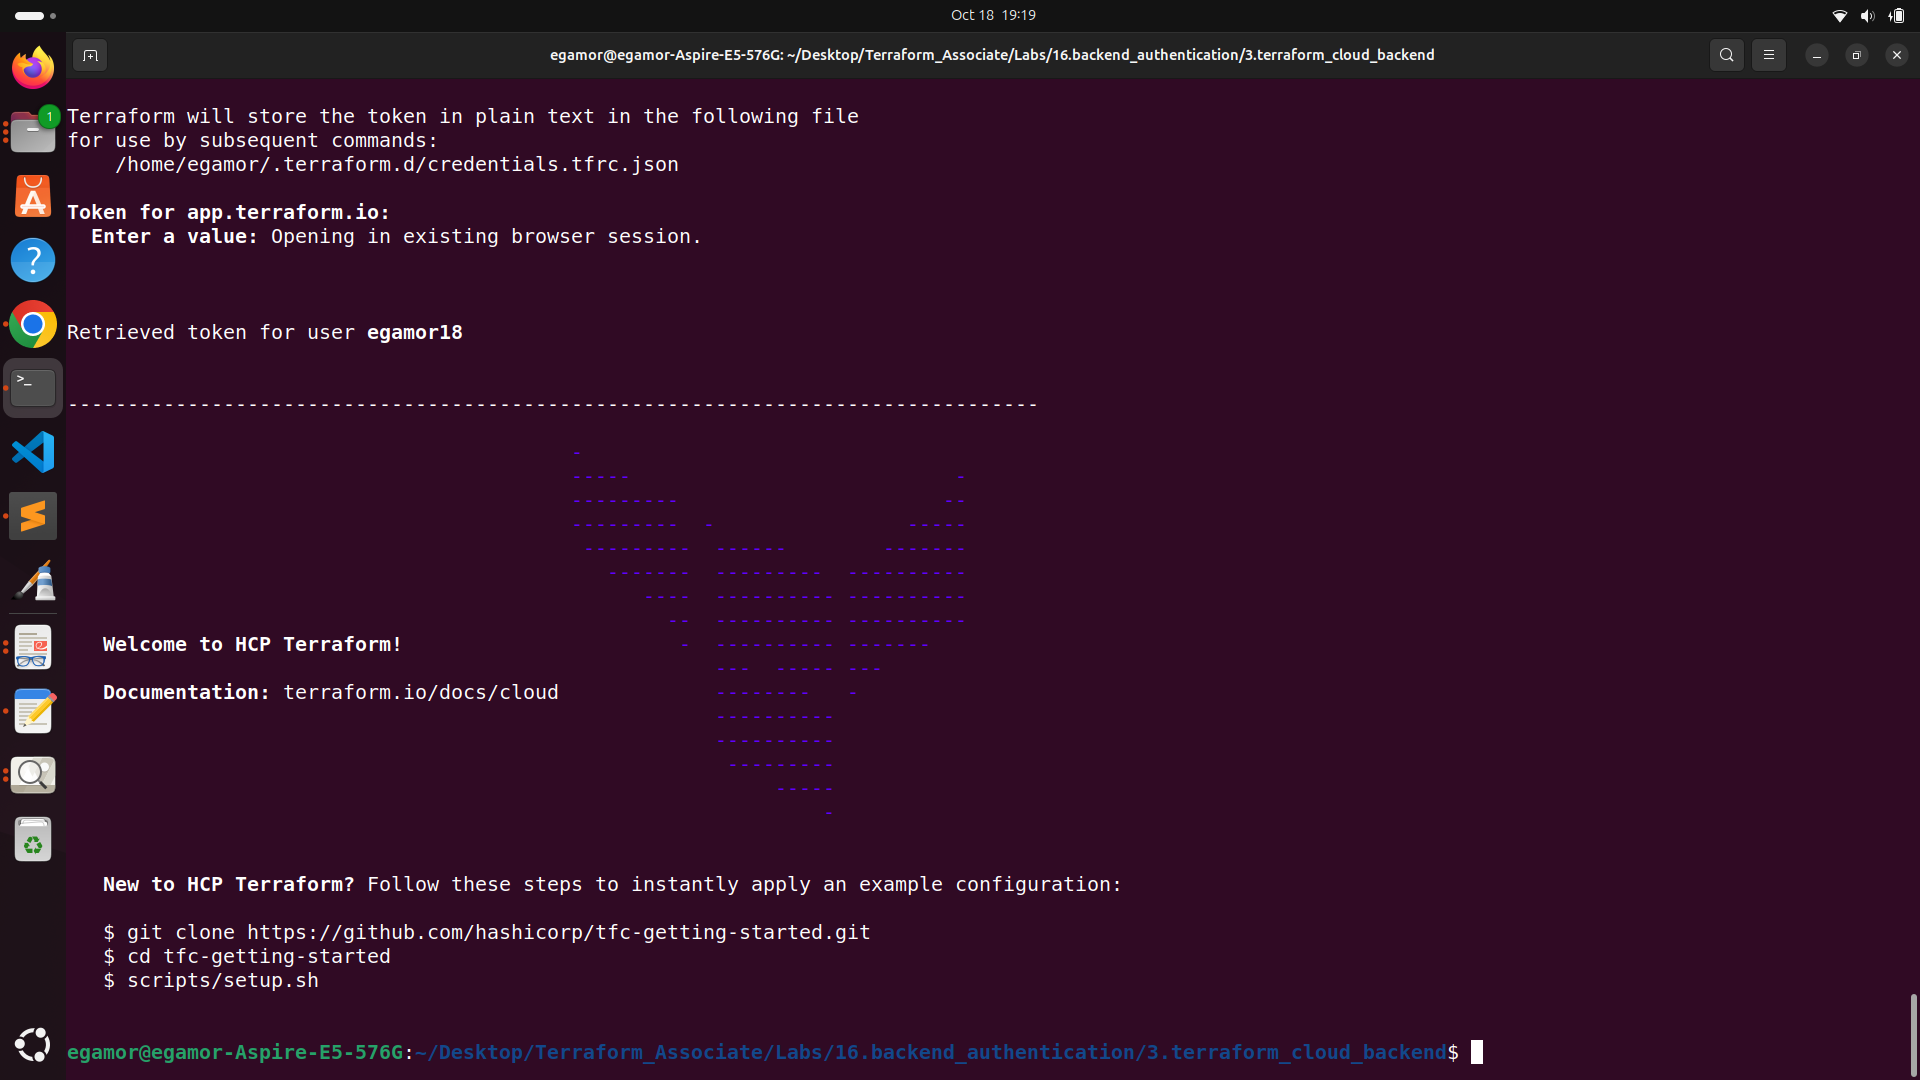 Oct 18 19:19
egamor@egamor-Aspire-E5-576G: ~/Desktop/Terraform_Associate/Labs/16.backend_authentication/3.terraform_cloud_backend
1
Terraform will store the token in plain text in the following file
for use by subsequent commands:
/home/egamor/.terraform.d/credentials.tfrc.json
Token for app.terraform.io:
Enter a value: Opening in existing browser session.
Retrieved token for user egamor18
---------------------------------------------------------------------------------
Welcome to HCP Terraform!
Documentation: terraform.io/docs/cloud
New to HCP Terraform? Follow these steps to instantly apply an example configuration:
$ git clone https://github.com/hashicorp/tfc-getting-started.git
$ cd tfc-getting-started
$ scripts/setup.sh
egamor@egamor-Aspire-E5-576G:~/Desktop/Terraform_Associate/Labs/16.backend_authentication/3.terraform_cloud_backend$